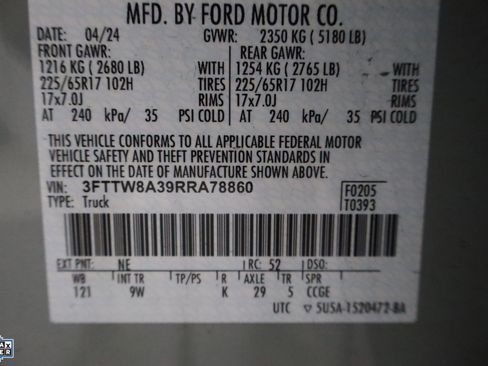 MFD. BY FORD MOTOR CO.
DATE: 04/24 GVWR: 2350 KG ( 5180 LB)
FRONT GAWR: REAR GAWR:
1216 KG ( 2680 LB) WITH 1254 KG ( 2765 LB) WITH
225/65R17 102H TIRES 225/65R17 102H TIRES
17x7.0J RIMS 17x7.0J RIMS
AT 240 kPa/ 35 PSI COLD AT 240 kPa/ 35 PSI COLD
THIS VEHICLE CONFORMS TO ALL APPLICABLE FEDERAL MOTOR
VEHICLE SAFETY AND THEFT PREVENTION STANDARDS IN
EFFECT ON THE DATE OF MANUFACTURE SHOWN ABOVE.
VIN: 3FTTW8A39RRA78860 F0205
TYPE: Truck T0393
EXT PNT: NE RC: 52 DSO:
WB INT TR TP/PS R AXLE TR SPR
121 9W K 29 5 CCGE
UTC ▽ 5U5A-1520472-BA